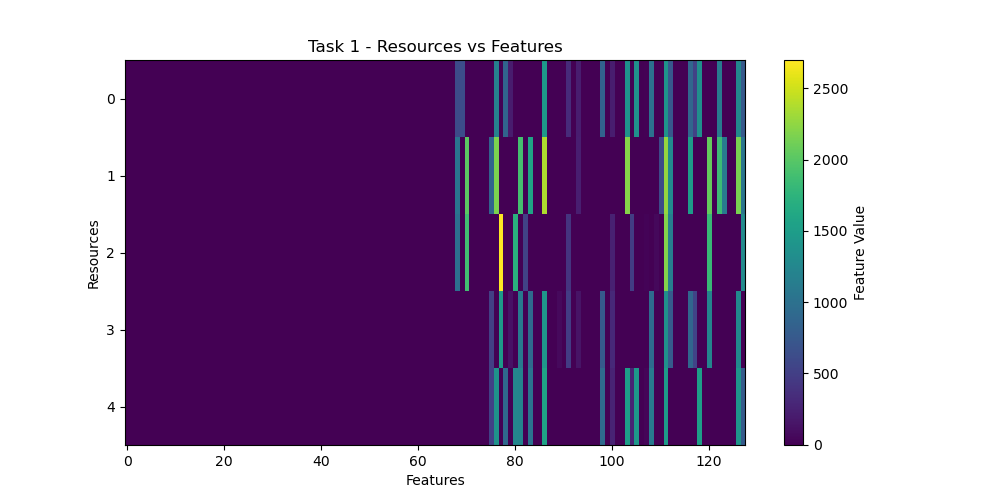 Task 1 - Resources vs Features
Resources
0
1
2
3
4
0 20 40 60 80 100 120
Features
2500
2000
1500
1000
500
0
Feature Value